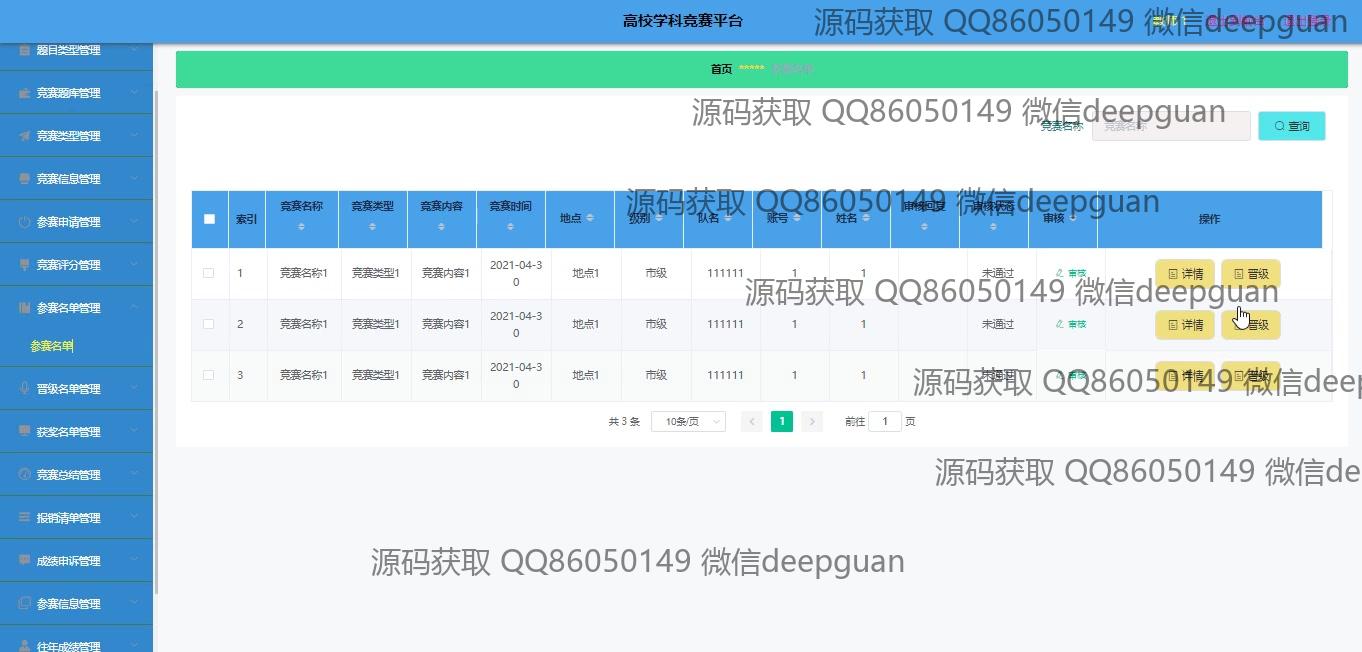 高校学科竞赛平台
源码获取 QQ86050149 微信deepguan
题目类型管理
竞赛题库管理
竞赛类型管理
竞赛信息管理
参赛申请管理
竞赛评分管理
参赛名单管理
参赛名单
晋级名单管理
获奖名单管理
竞赛总结管理
报销清单管理
成绩申诉管理
参赛信息管理
往年成绩管理
首页 ***** 参赛名单
源码获取 QQ86050149 微信deepguan
竞赛名称 竞赛名称 查询
源码获取 QQ86050149 微信deepguan
索引 竞赛名称 竞赛类型 竞赛内容 竞赛时间 地点 级别 队名 账号 姓名 审核回复 审核状态 审核 操作
1 竞赛名称1 竞赛类型1 竞赛内容1 2021-04-30 地点1 市级 111111 1 1 未通过 审核 详情 晋级
源码获取 QQ86050149 微信deepguan
2 竞赛名称1 竞赛类型1 竞赛内容1 2021-04-30 地点1 市级 111111 1 1 未通过 审核 详情 晋级
3 竞赛名称1 竞赛类型1 竞赛内容1 2021-04-30 地点1 市级 111111 1 1 未通过 审核 详情 晋级
源码获取 QQ86050149 微信deep
共 3 条 10条/页 1 前往 1 页
源码获取 QQ86050149 微信de
源码获取 QQ86050149 微信deepguan